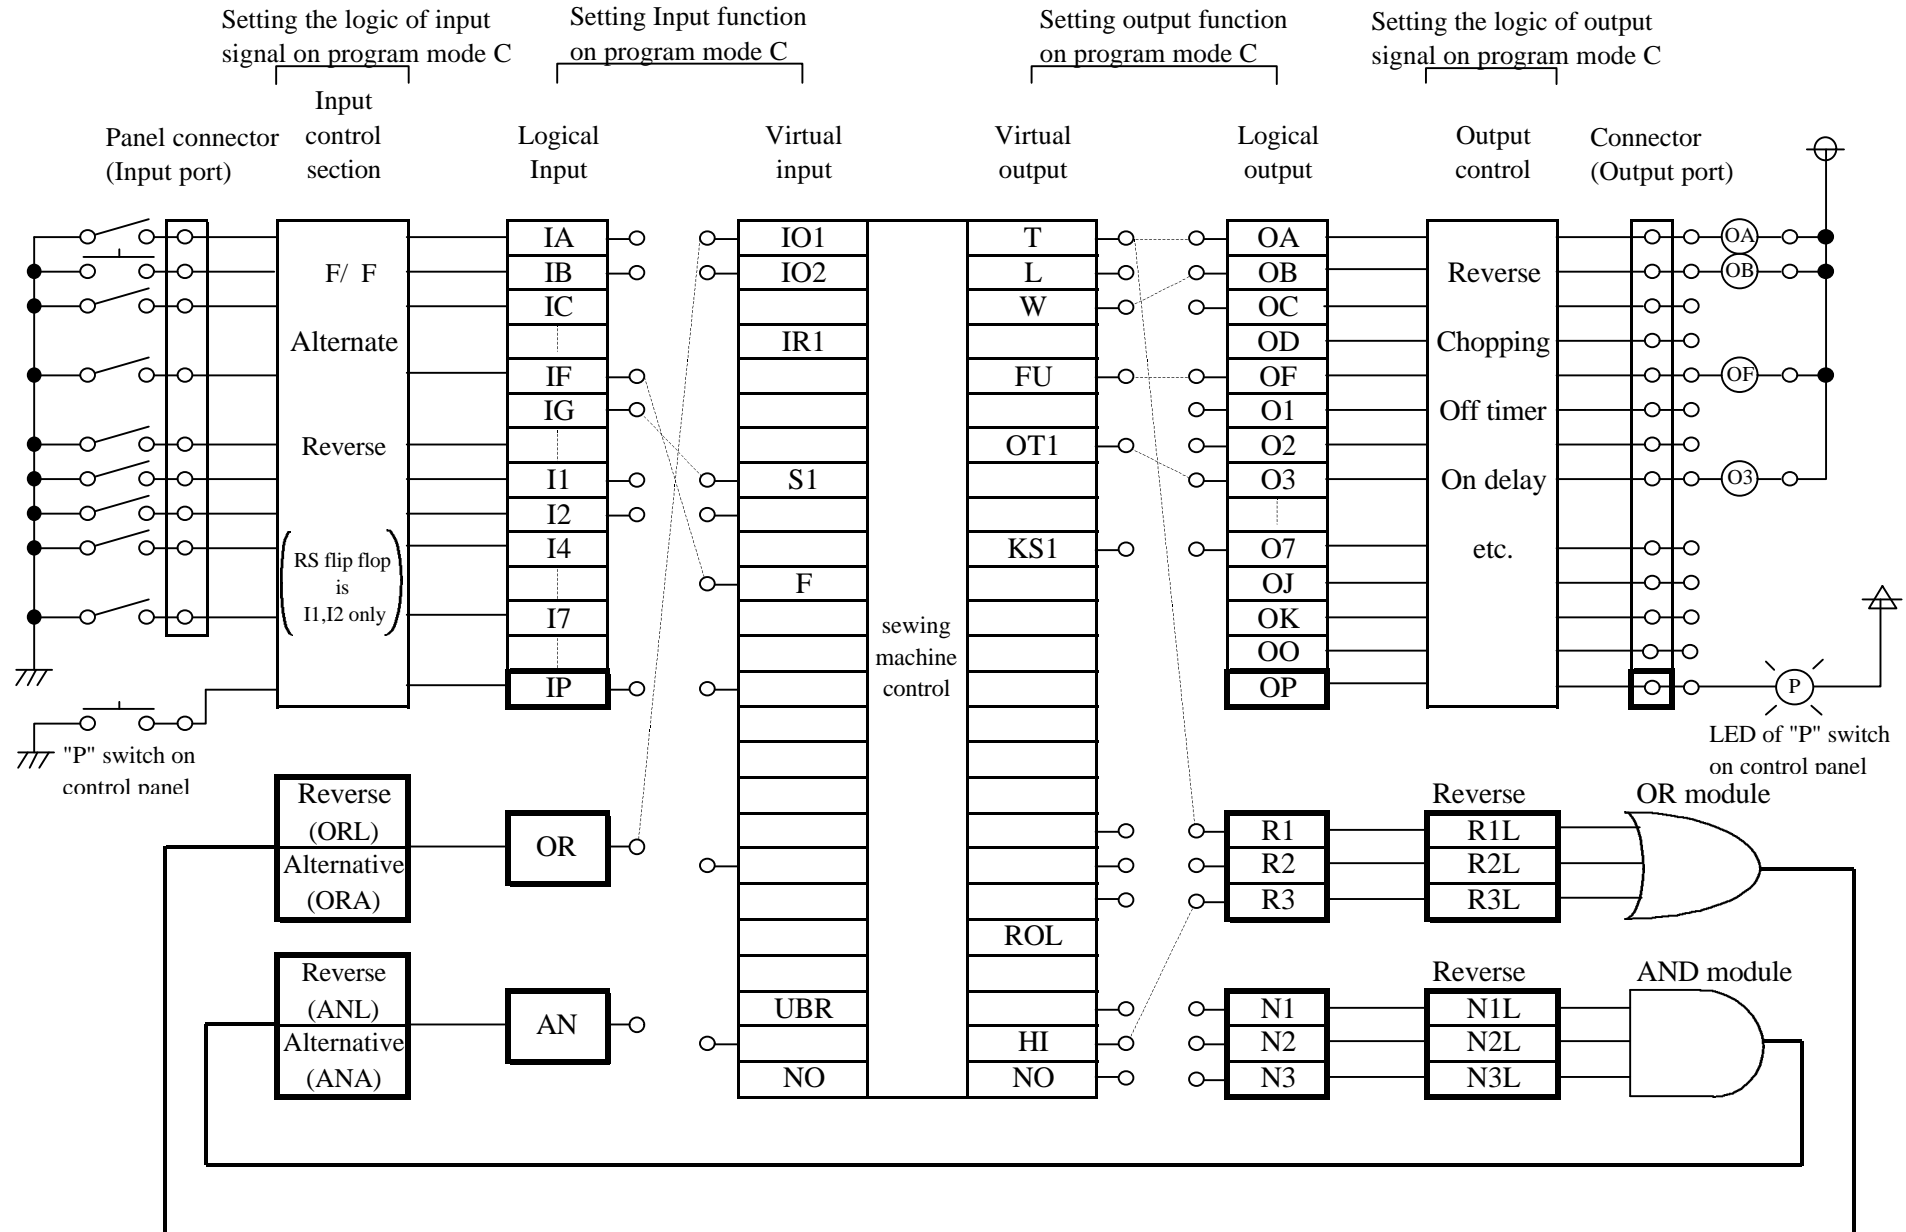 Setting the logic of input
signal on program mode C
Setting Input function
on program mode C
Setting output function
on program mode C
Setting the logic of output
signal on program mode C
Panel connector
(Input port)
Input
control
section
Logical
Input
Virtual
input
Virtual
output
Logical
output
Output
control
Connector
(Output port)
F/ F
Alternate
Reverse
RS flip flop
is
I1,I2 only
IA
IB
IC
IF
IG
I1
I2
I4
I7
IP
IO1
IO2
IR1
S1
F
UBR
NO
sewing
machine
control
T
L
W
FU
OT1
KS1
ROL
HI
NO
OA
OB
OC
OD
OF
O1
O2
O3
O7
OJ
OK
OO
OP
Reverse
Chopping
Off timer
On delay
etc.
OA
OB
OF
O3
P
LED of "P" switch
on control panel
"P" switch on
control panel
Reverse
(ORL)
Alternative
(ORA)
OR
R1
R2
R3
Reverse
R1L
R2L
R3L
OR module
Reverse
(ANL)
Alternative
(ANA)
AN
N1
N2
N3
Reverse
N1L
N2L
N3L
AND module